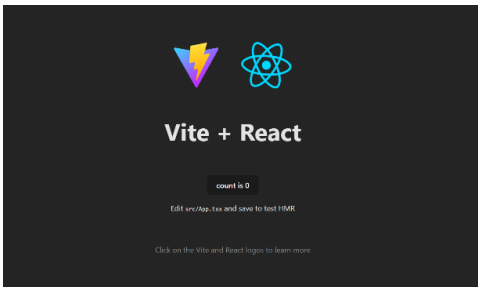 Vite + React
count is 0
Edit src/App.tsx and save to test HMR
Click on the Vite and React logos to learn more